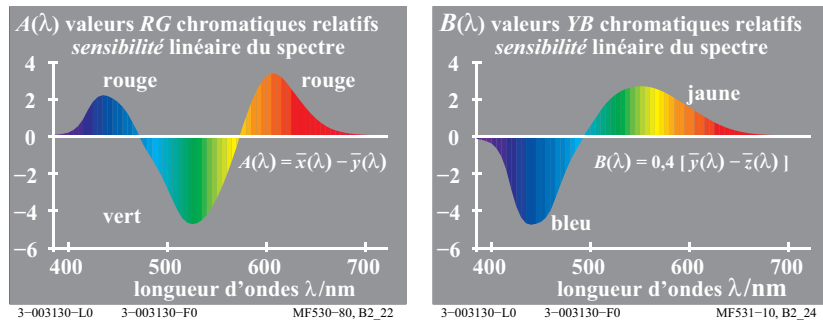 A(λ) valeurs RG chromatiques relatifs
sensibilité linéaire du spectre
4
2
0
−2
−4
−6
rouge
rouge
vert
A(λ) = x̅(λ) − y̅(λ)
400
500
600
700
longueur d'ondes λ/nm
3−003130−L0
3−003130−F0
MF530−80, B2_22
B(λ) valeurs YB chromatiques relatifs
sensibilité linéaire du spectre
4
2
0
−2
−4
−6
jaune
bleu
B(λ) = 0,4 [ y̅(λ) − z̅(λ) ]
400
500
600
700
longueur d'ondes λ/nm
3−003130−L0
3−003130−F0
MF531−10, B2_24